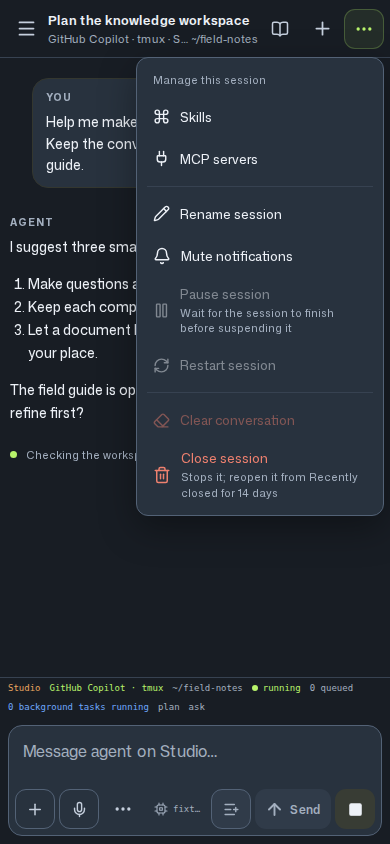 Plan the knowledge workspace
GitHub Copilot · tmux · S... ~/field-notes
Manage this session
Skills
MCP servers
Rename session
Mute notifications
Pause session
Wait for the session to finish
before suspending it
Restart session
Clear conversation
Close session
Stops it; reopen it from Recently
closed for 14 days
YOU
Help me make
Keep the conv
guide.
AGENT
I suggest three sma
1. Make questions a
2. Keep each comp
3. Let a document
your place.
The field guide is op
refine first?
Checking the worksp
Studio GitHub Copilot · tmux ~/field-notes running 0 queued
0 background tasks running plan ask
Message agent on Studio...
fixt... Send